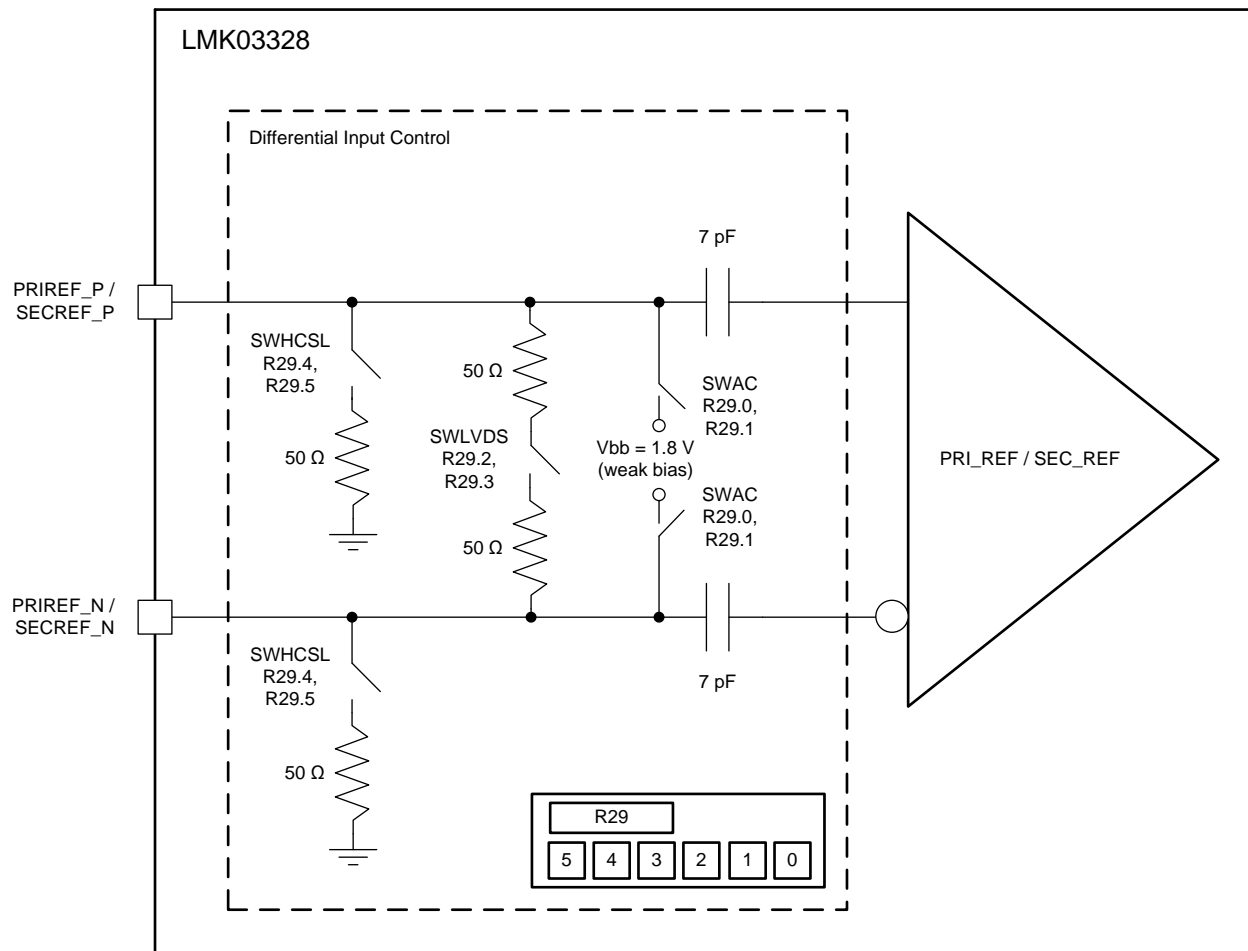 LMK03328
Differential Input Control
7 pF
PRIREF_P /
SECREF_P
SWHCSL
R29.4,
R29.5
50 Ω
50 Ω
SWLVDS
R29.2,
R29.3
50 Ω
SWAC
R29.0,
R29.1
Vbb = 1.8 V
(weak bias)
SWAC
R29.0,
R29.1
PRI_REF / SEC_REF
PRIREF_N /
SECREF_N
SWHCSL
R29.4,
R29.5
50 Ω
7 pF
R29
5 4 3 2 1 0